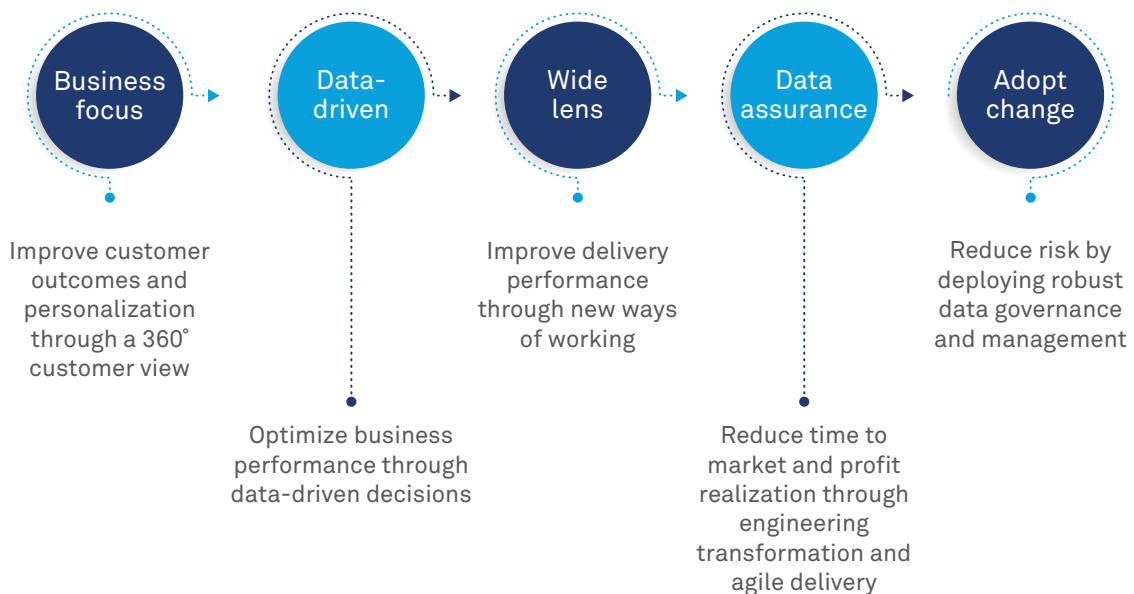 Business
focus
Data-
driven
Wide
lens
Data
assurance
Adopt
change
Improve customer
outcomes and
personalization
through a 360°
customer view
Optimize business
performance through
data-driven decisions
Improve delivery
performance
through new ways
of working
Reduce time to
market and profit
realization through
engineering
transformation and
agile delivery
Reduce risk by
deploying robust
data governance
and management